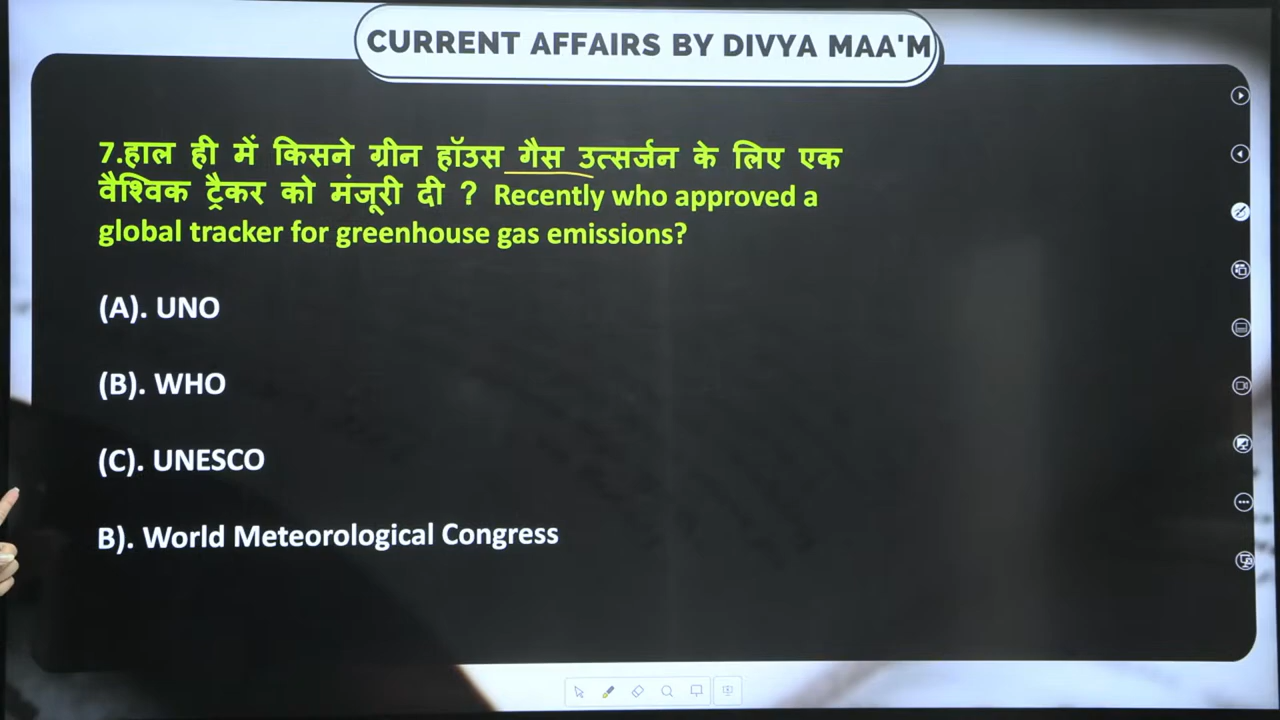 CURRENT AFFAIRS BY DIVYA MAA'M
7.हाल ही में किसने ग्रीन हॉउस गैस उत्सर्जन के लिए एक
वैश्विक ट्रैकर को मंजूरी दी ? Recently who approved a
global tracker for greenhouse gas emissions?
(A). UNO
(B). WHO
(C). UNESCO
B). World Meteorological Congress